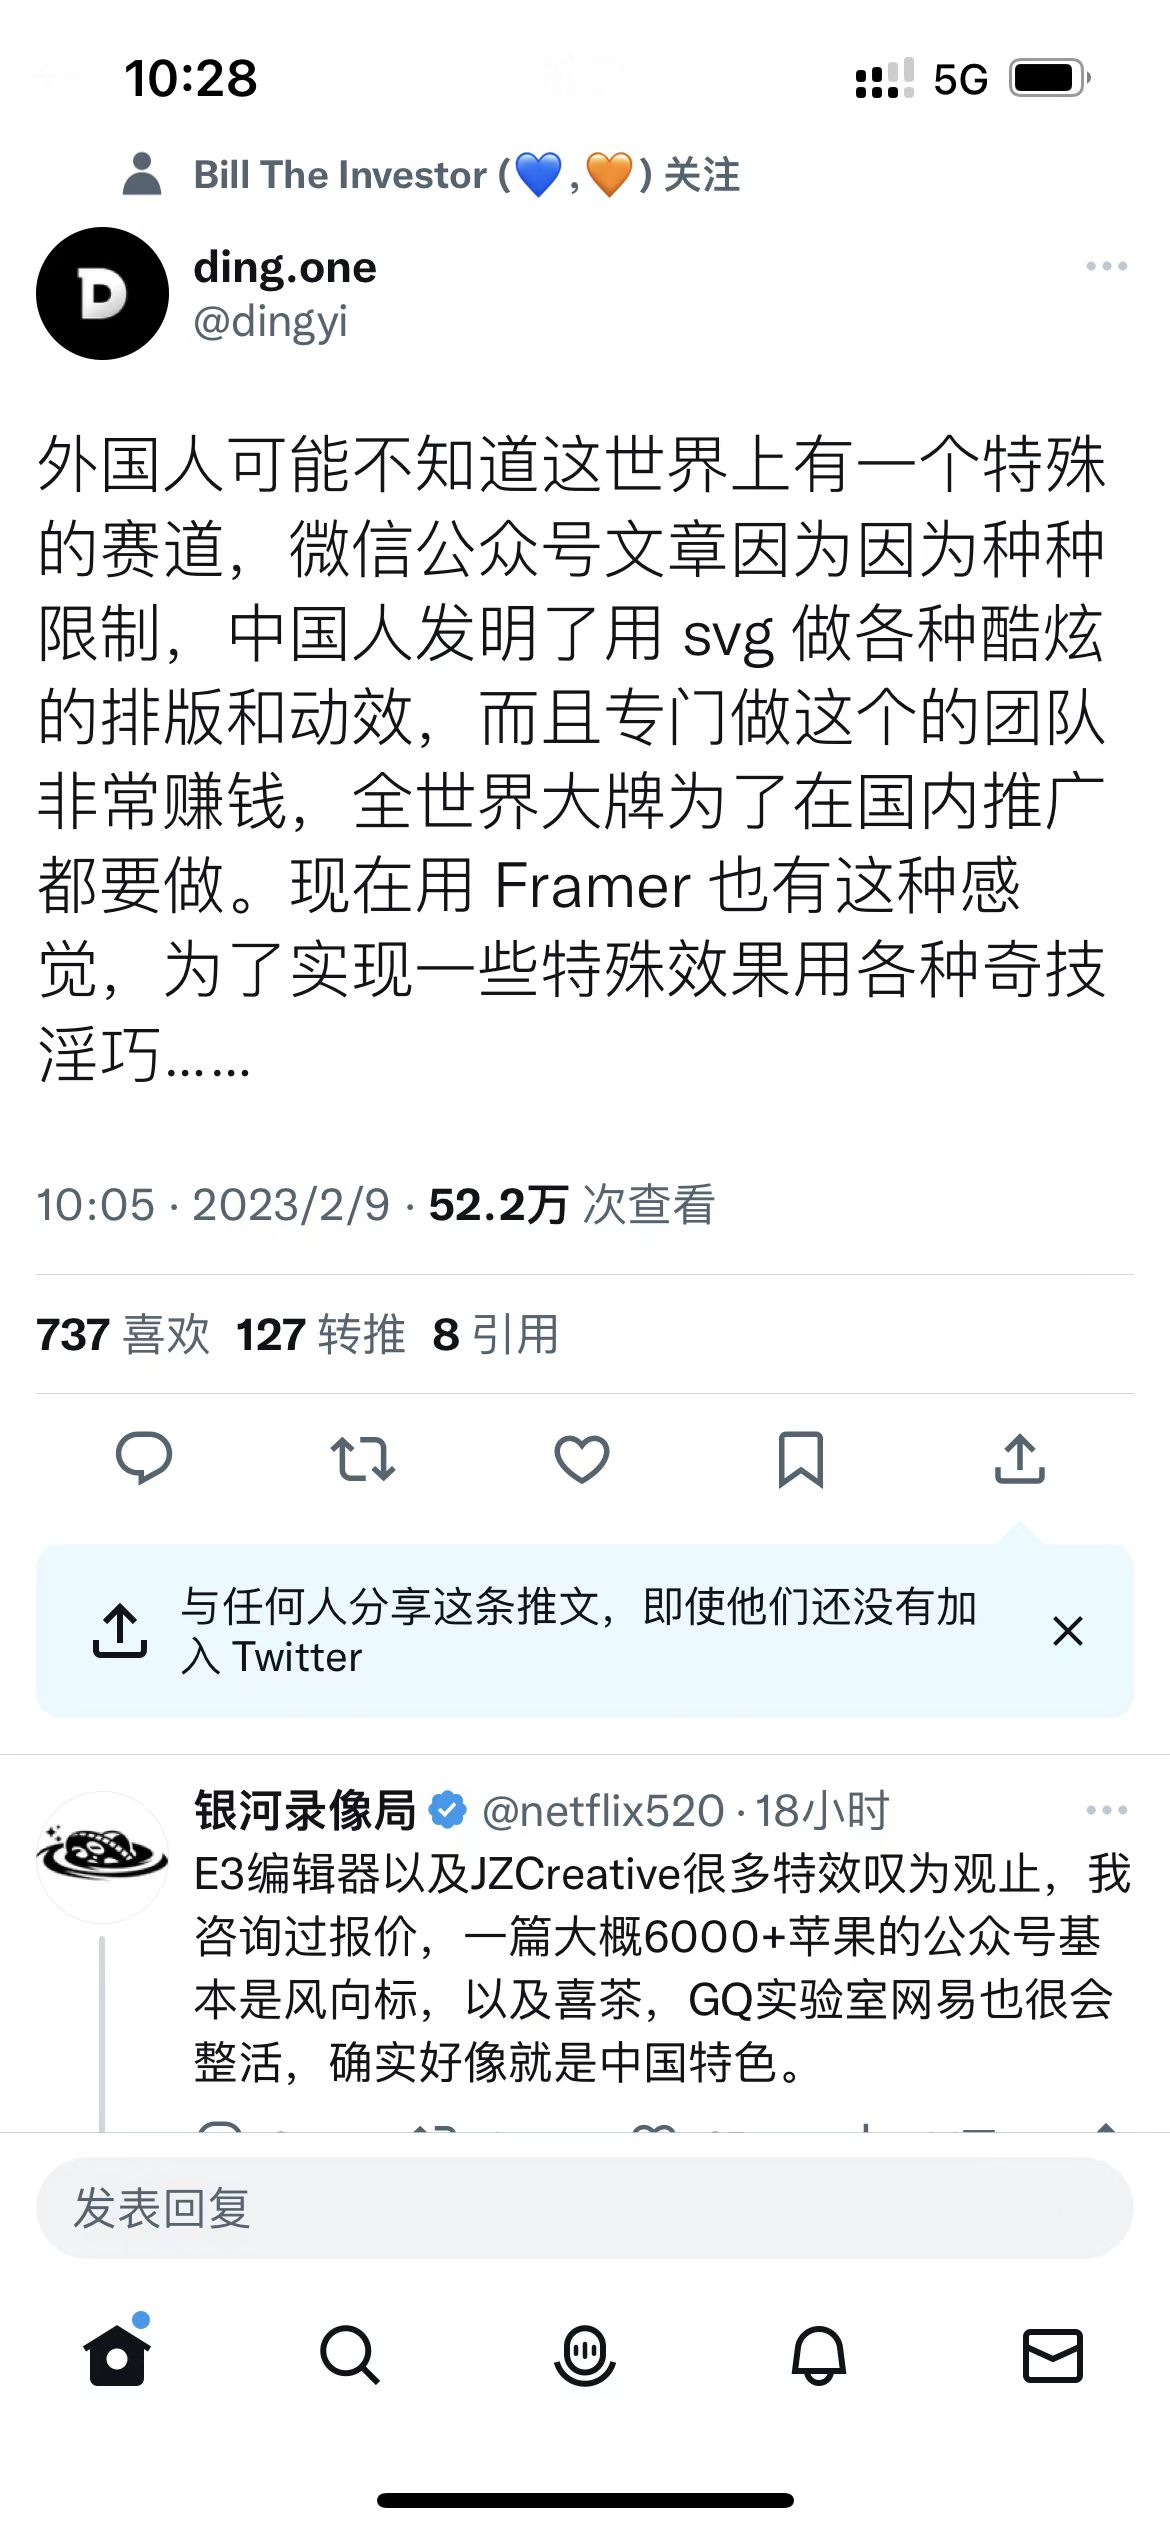 10:28
5G
Bill The Investor (💙,🧡) 关注
ding.one
@dingyi
外国人可能不知道这世界上有一个特殊
的赛道，微信公众号文章因为因为种种
限制，中国人发明了用 svg 做各种酷炫
的排版和动效，而且专门做这个的团队
非常赚钱，全世界大牌为了在国内推广
都要做。现在用 Framer 也有这种感
觉，为了实现一些特殊效果用各种奇技
淫巧……
10:05 · 2023/2/9 · 52.2万 次查看
737 喜欢 127 转推 8 引用
与任何人分享这条推文，即使他们还没有加
入 Twitter
银河录像局 @netflix520 · 18小时
E3编辑器以及JZCreative很多特效叹为观止，我
咨询过报价，一篇大概6000+苹果的公众号基
本是风向标，以及喜茶，GQ实验室网易也很会
整活，确实好像就是中国特色。
发表回复